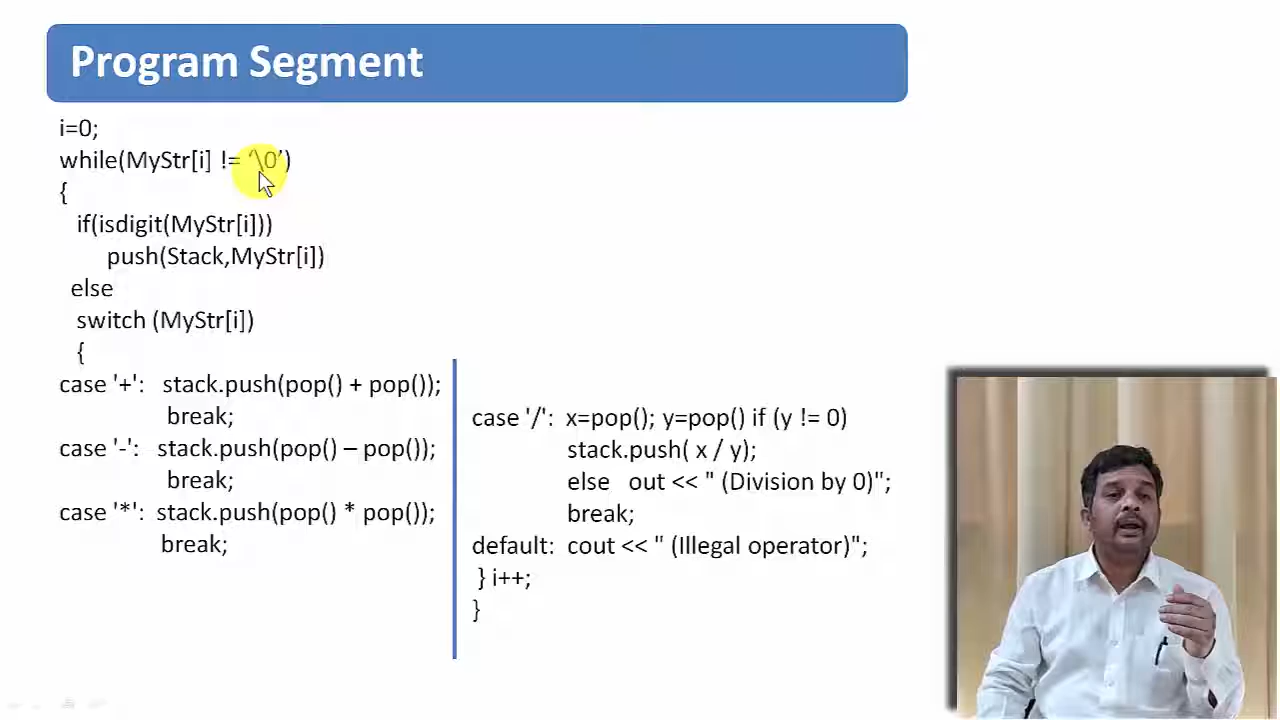 Program Segment
i=0;
while(MyStr[i] != ‘\0’)
{
if(isdigit(MyStr[i]))
push(Stack,MyStr[i])
else
switch (MyStr[i])
{
case '+': stack.push(pop() + pop());
break;
case '-': stack.push(pop() – pop());
break;
case '*': stack.push(pop() * pop());
break;
case '/': x=pop(); y=pop() if (y != 0)
stack.push( x / y);
else out << " (Division by 0)";
break;
default: cout << " (Illegal operator)";
} i++;
}